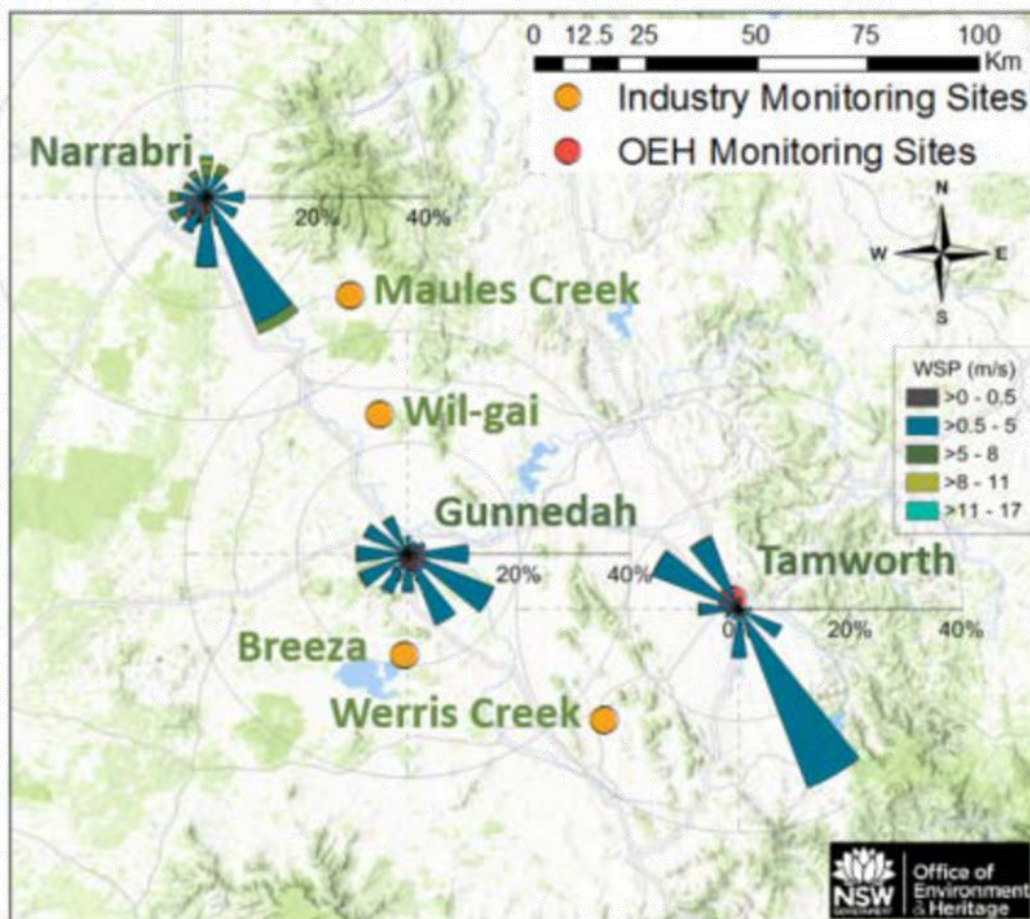 0 12.5 25 50 75 100
Km
Industry Monitoring Sites
OEH Monitoring Sites
Narrabri
20% 40%
N
W E
S
Maules Creek
WSP (m/s)
>0 - 0.5
>0.5 - 5
>5 - 8
>8 - 11
>11 - 17
Wil-gai
Gunnedah
20% 40%
Tamworth
0% 20% 40%
Breeza
Werris Creek
NSW
GOVERNMENT
Office of
Environment
& Heritage